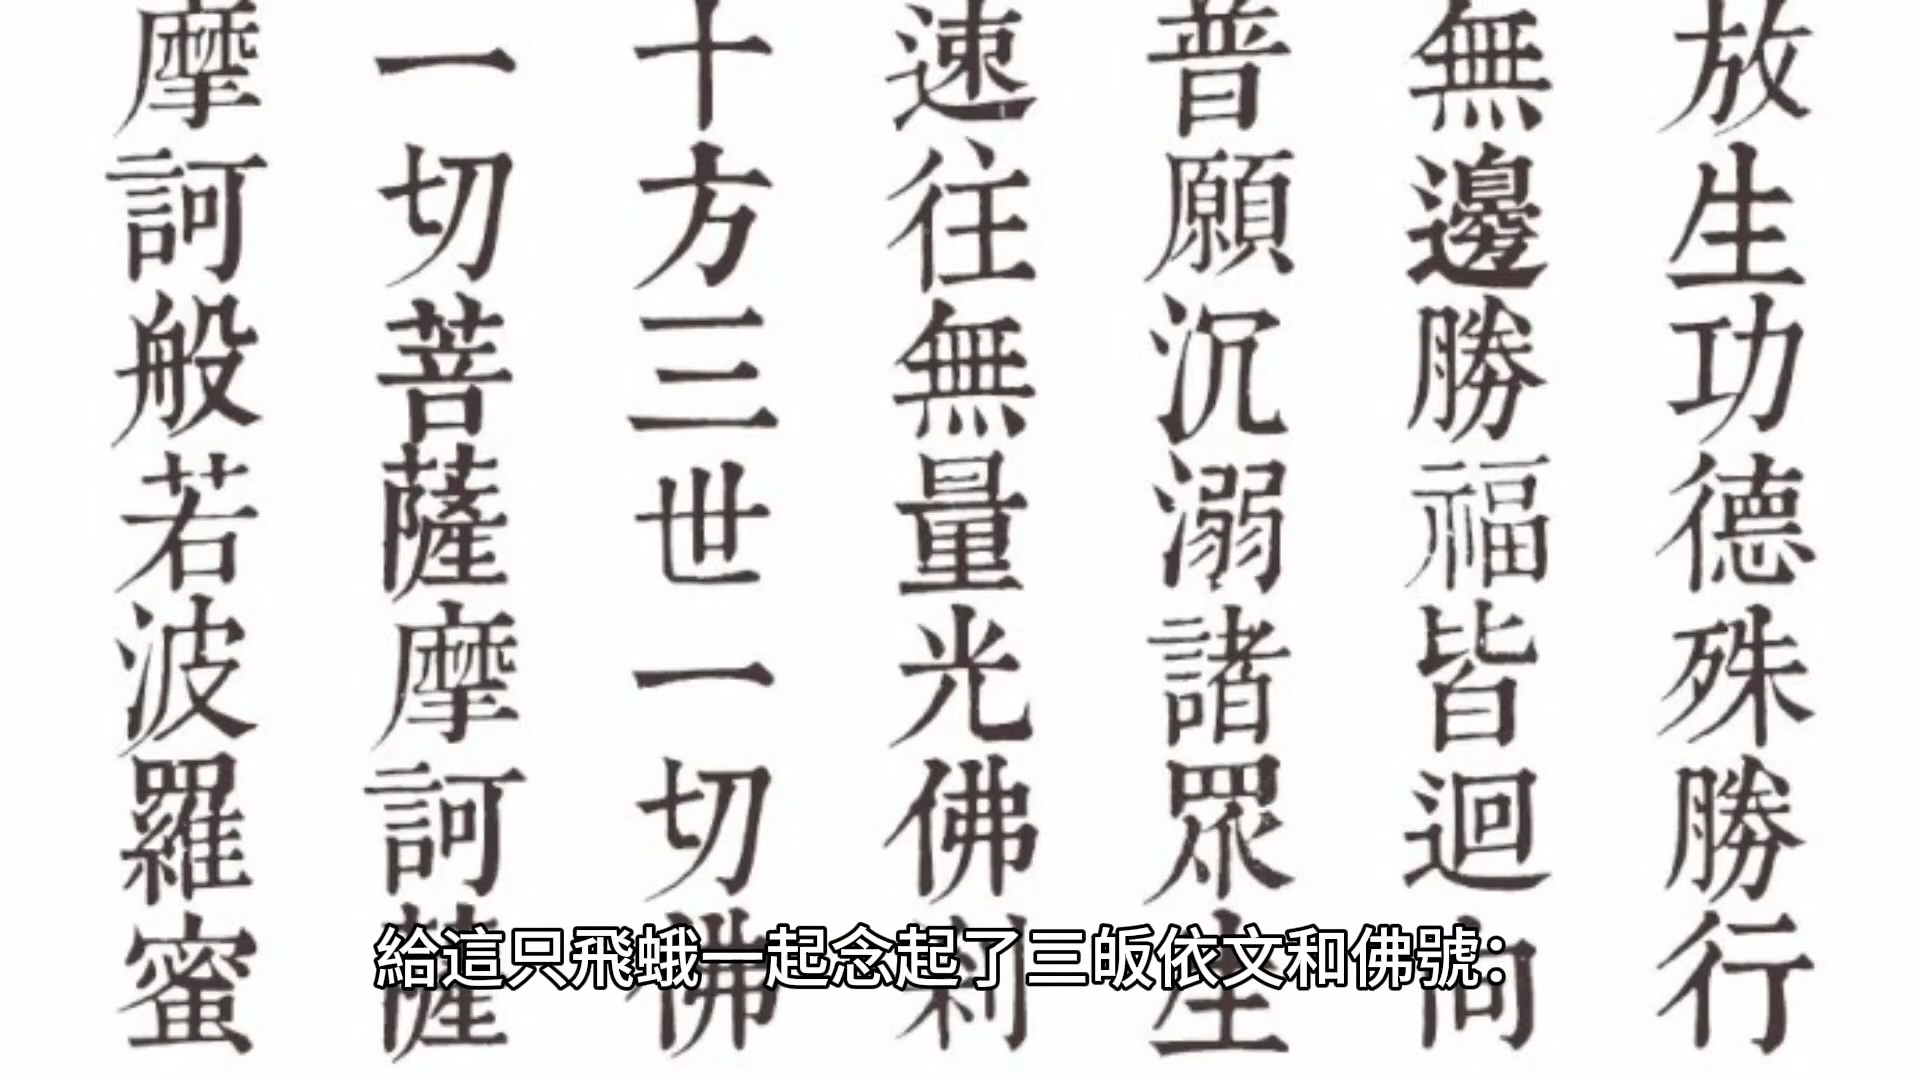 放生功德殊勝行
無邊勝福皆迴向
普願沉溺諸眾生
速往無量光佛剎
十方三世一切佛
一切菩薩摩訶薩
摩訶般若波羅蜜
給這只飛蛾一起念起了三皈依文和佛號：